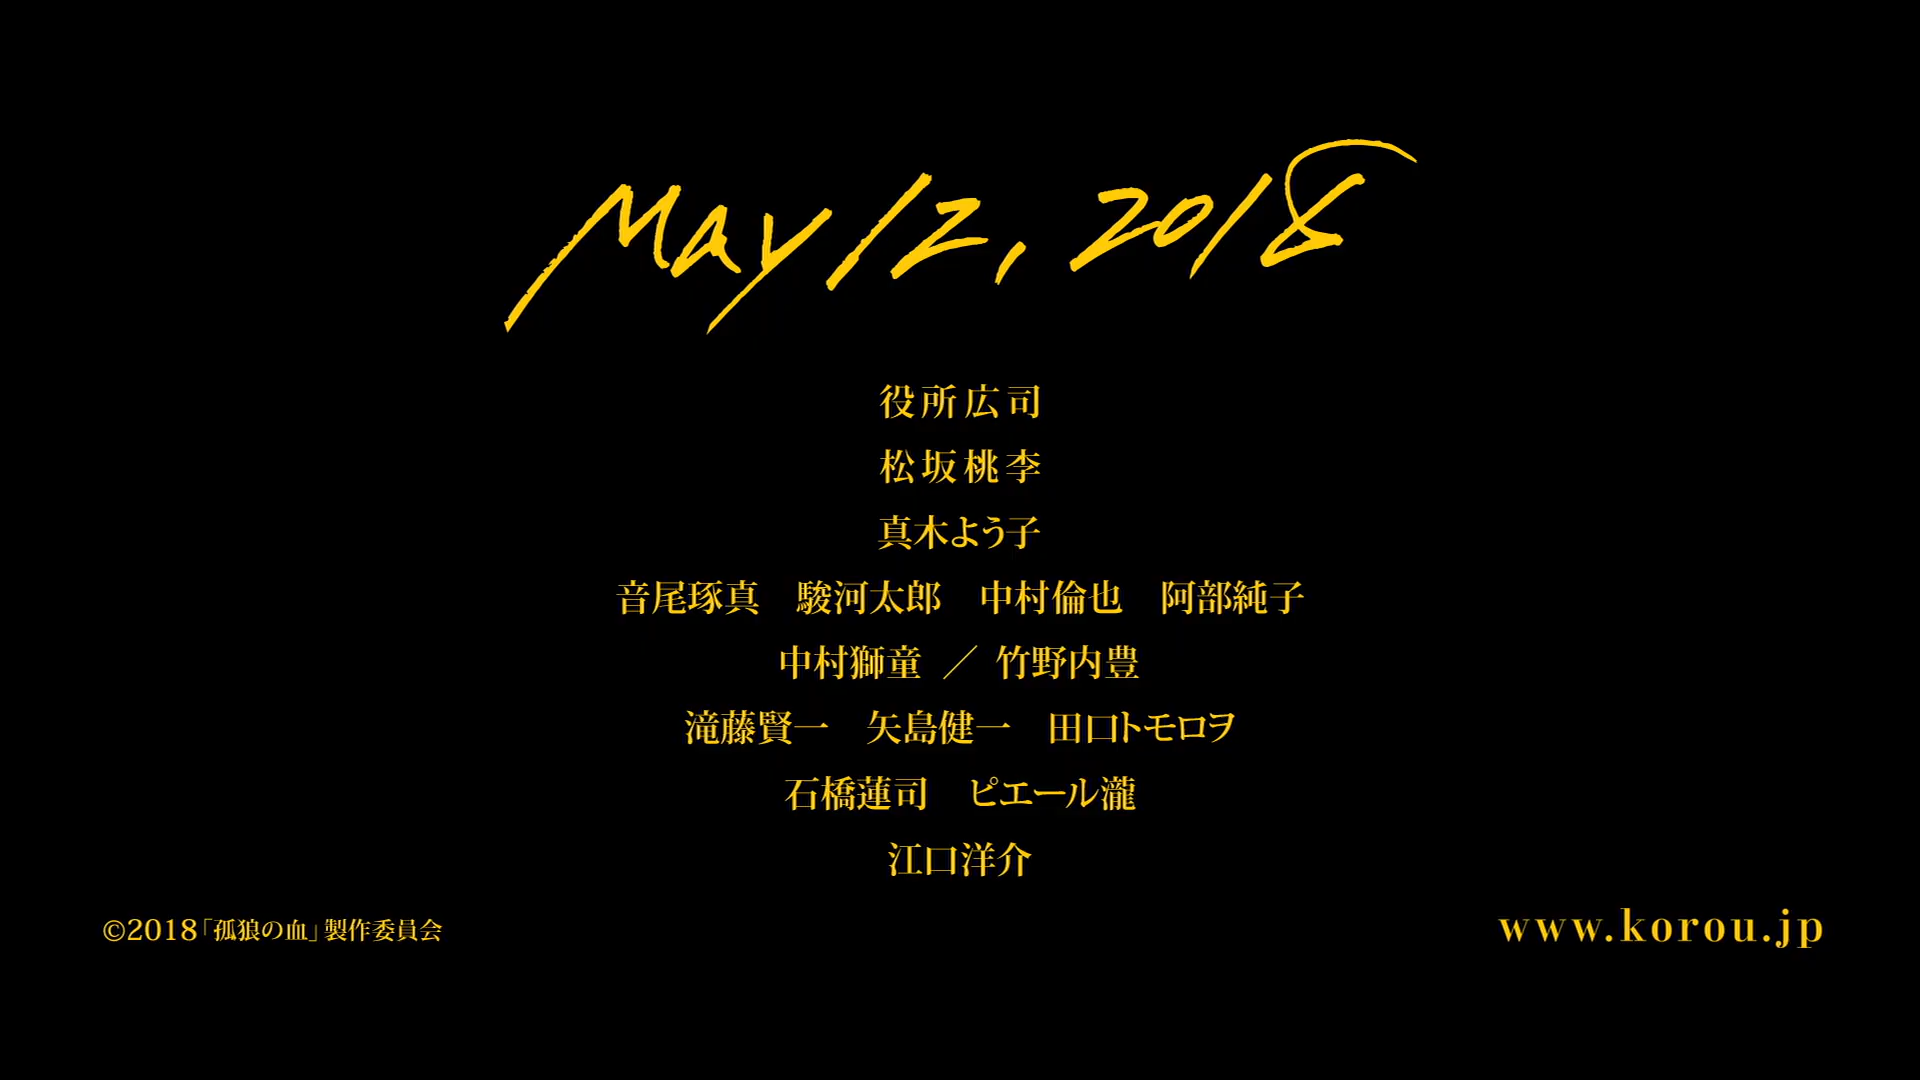 May 12, 2018
役所広司
松坂桃李
真木よう子
音尾琢真　駿河太郎　中村倫也　阿部純子
中村獅童 ／ 竹野内豊
滝藤賢一　矢島健一　田口トモロヲ
石橋蓮司　ピエール瀧
江口洋介
©2018「孤狼の血」製作委員会
www.korou.jp